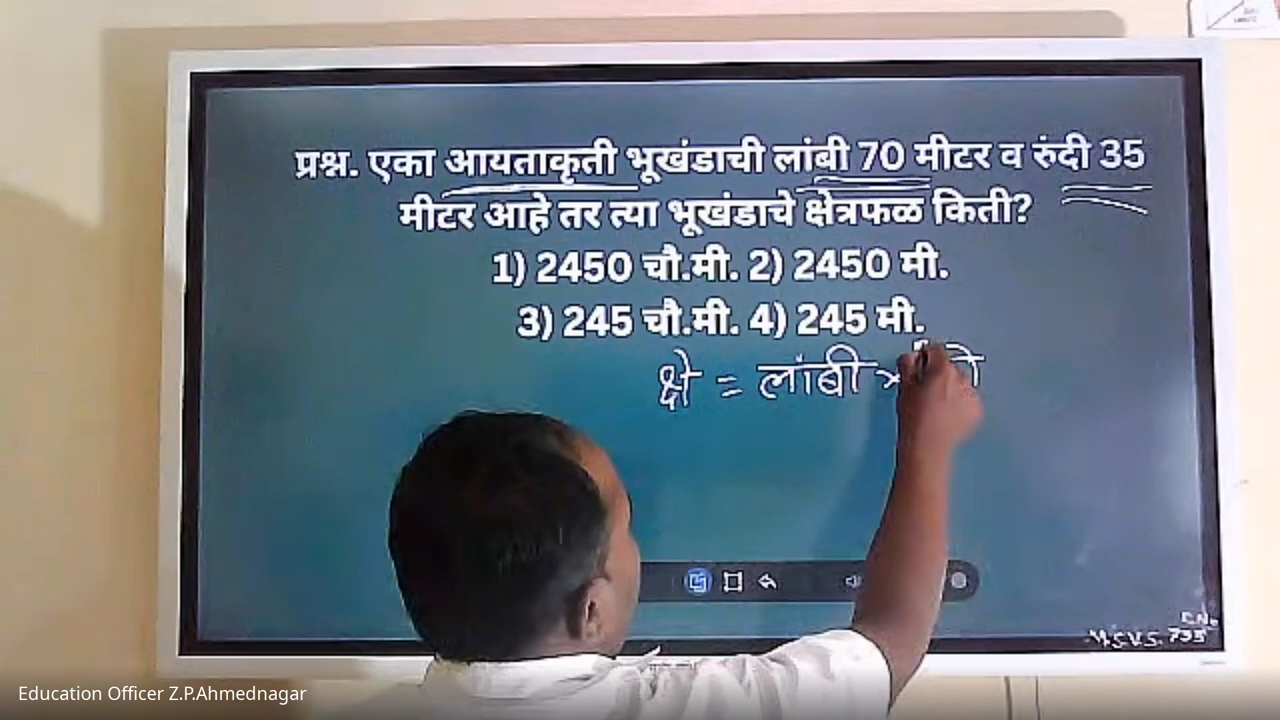 प्रश्न. एका आयताकृती भूखंडाची लांबी 70 मीटर व रुंदी 35
मीटर आहे तर त्या भूखंडाचे क्षेत्रफळ किती?
1) 2450 चौ.मी. 2) 2450 मी.
3) 245 चौ.मी. 4) 245 मी.
क्षे = लांबी ×
Education Officer Z.P.Ahmednagar